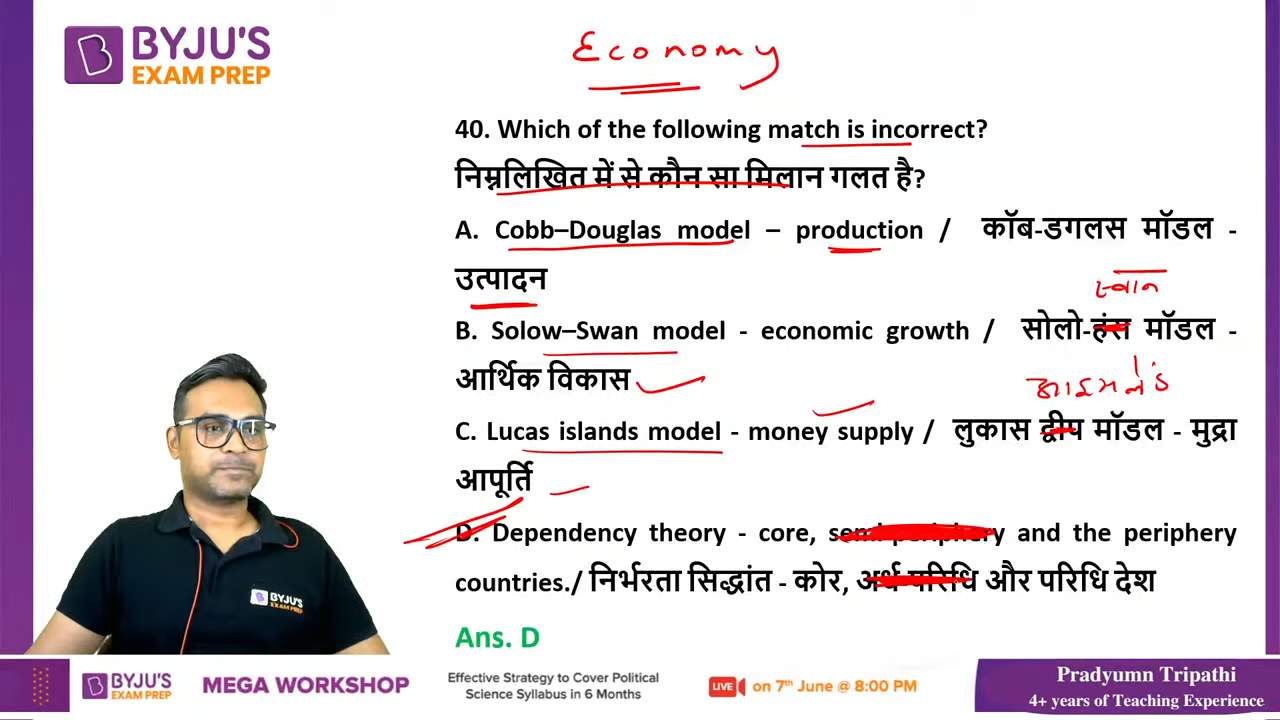 BYJU'S
EXAM PREP
Economy
40. Which of the following match is incorrect?
निम्नलिखित में से कौन सा मिलान गलत है?
A. Cobb–Douglas model – production / कॉब-डगलस मॉडल -
उत्पादन
स्वान
B. Solow–Swan model - economic growth / सोलो-हंस मॉडल -
आर्थिक विकास
C. Lucas islands model - money supply / लुकास द्वीप मॉडल - मुद्रा
आपूर्ति
D. Dependency theory - core, semi-periphery and the periphery
countries./ निर्भरता सिद्धांत - कोर, अर्ध-परिधि और परिधि देश
Ans. D
BYJU'S
EXAM PREP
BYJU'S
EXAM PREP
MEGA WORKSHOP
Effective Strategy to Cover Political
Science Syllabus in 6 Months
LIVE on 7th June @ 8:00 PM
Pradyumn Tripathi
4+ years of Teaching Experience